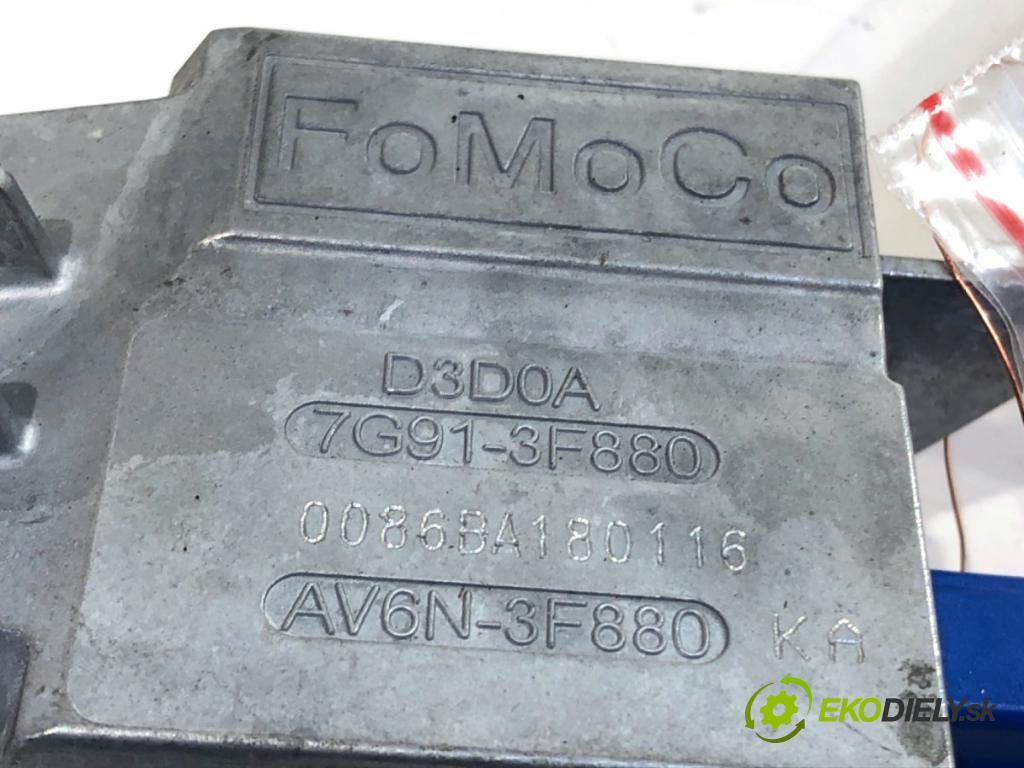 FoMoCo
D3D0A
7G91-3F880
0086BA180116
AV6N-3F880 KA
EKODIELY.sk